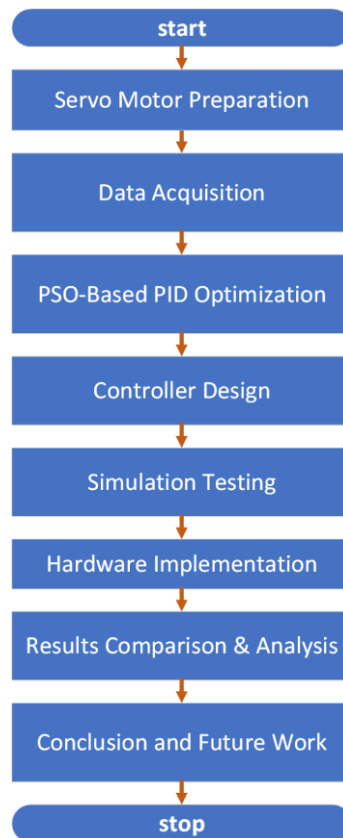 start
Servo Motor Preparation
Data Acquisition
PSO-Based PID Optimization
Controller Design
Simulation Testing
Hardware Implementation
Results Comparison & Analysis
Conclusion and Future Work
stop